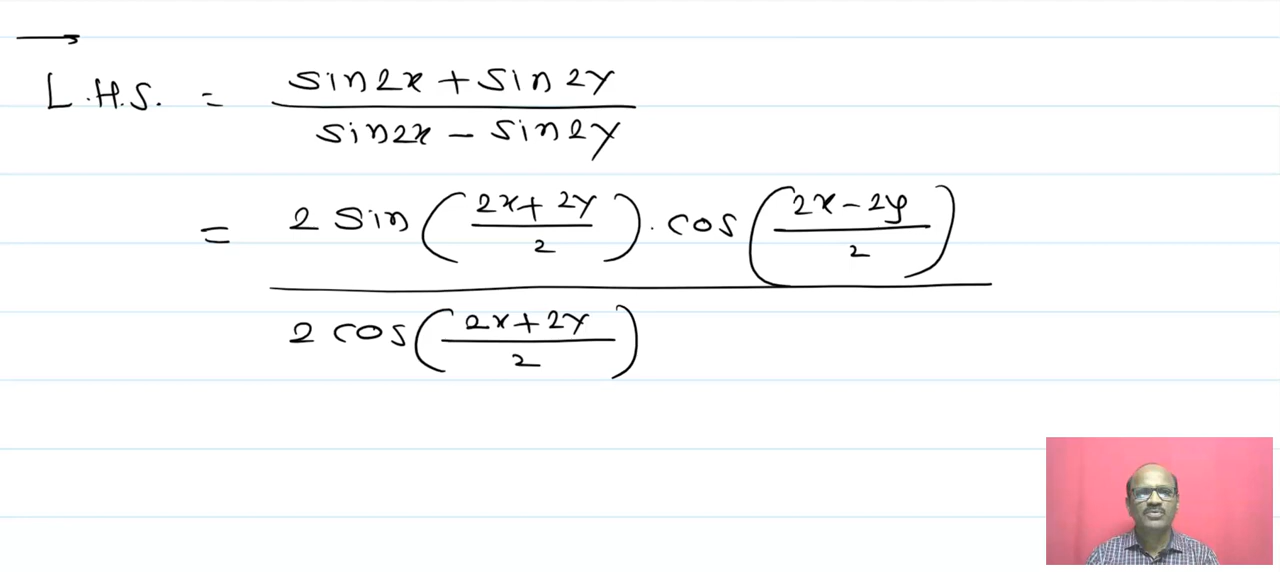 L.H.S. = (sin2x + sin2y) / (sin2x - sin2y)
= 2 sin((2x + 2y)/2) . cos((2x - 2y)/2)
2 cos((2x + 2y)/2)